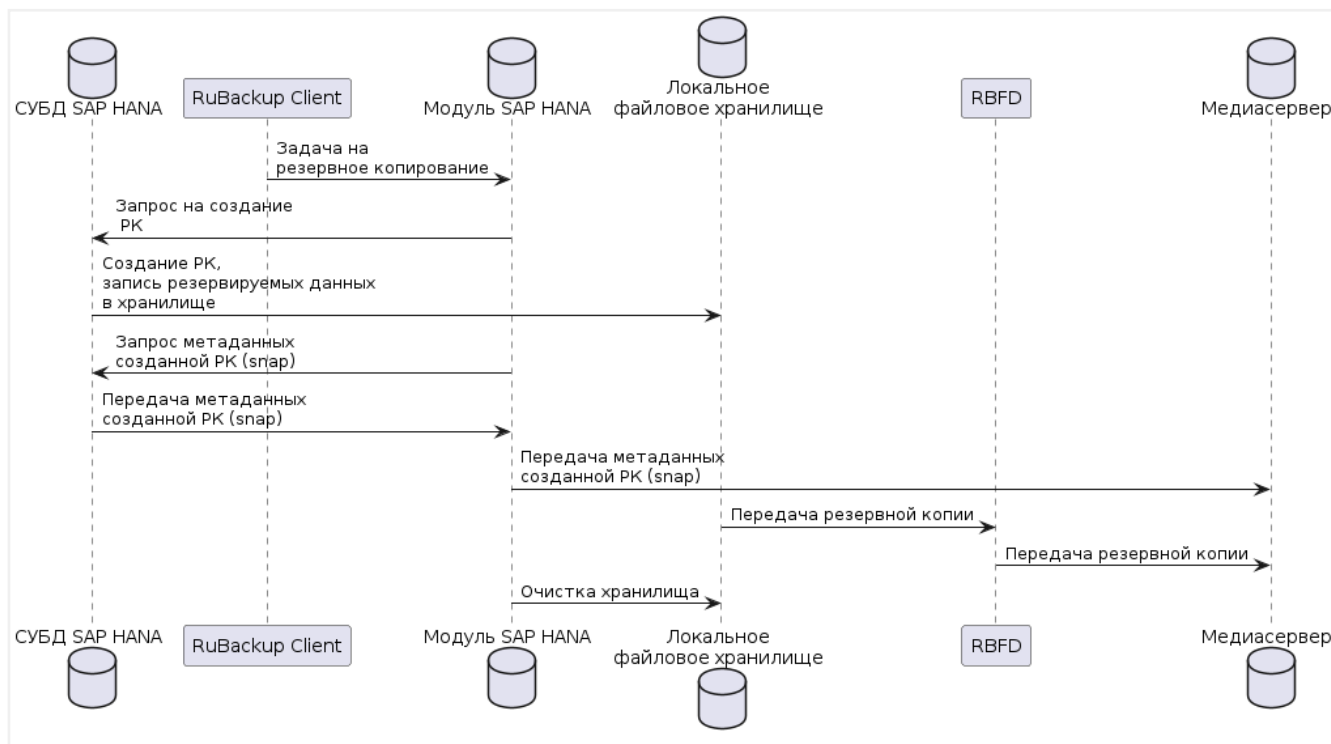 СУБД SAP HANA
RuBackup Client
Модуль SAP HANA
Локальное
файловое хранилище
RBFD
Медиасервер
Задача на
резервное копирование
Запрос на создание
РК
Создание РК,
запись резервируемых данных
в хранилище
Запрос метаданных
созданной РК (snap)
Передача метаданных
созданной РК (snap)
Передача метаданных
созданной РК (snap)
Передача резервной копии
Передача резервной копии
Очистка хранилища
СУБД SAP HANA
RuBackup Client
Модуль SAP HANA
Локальное
файловое хранилище
RBFD
Медиасервер